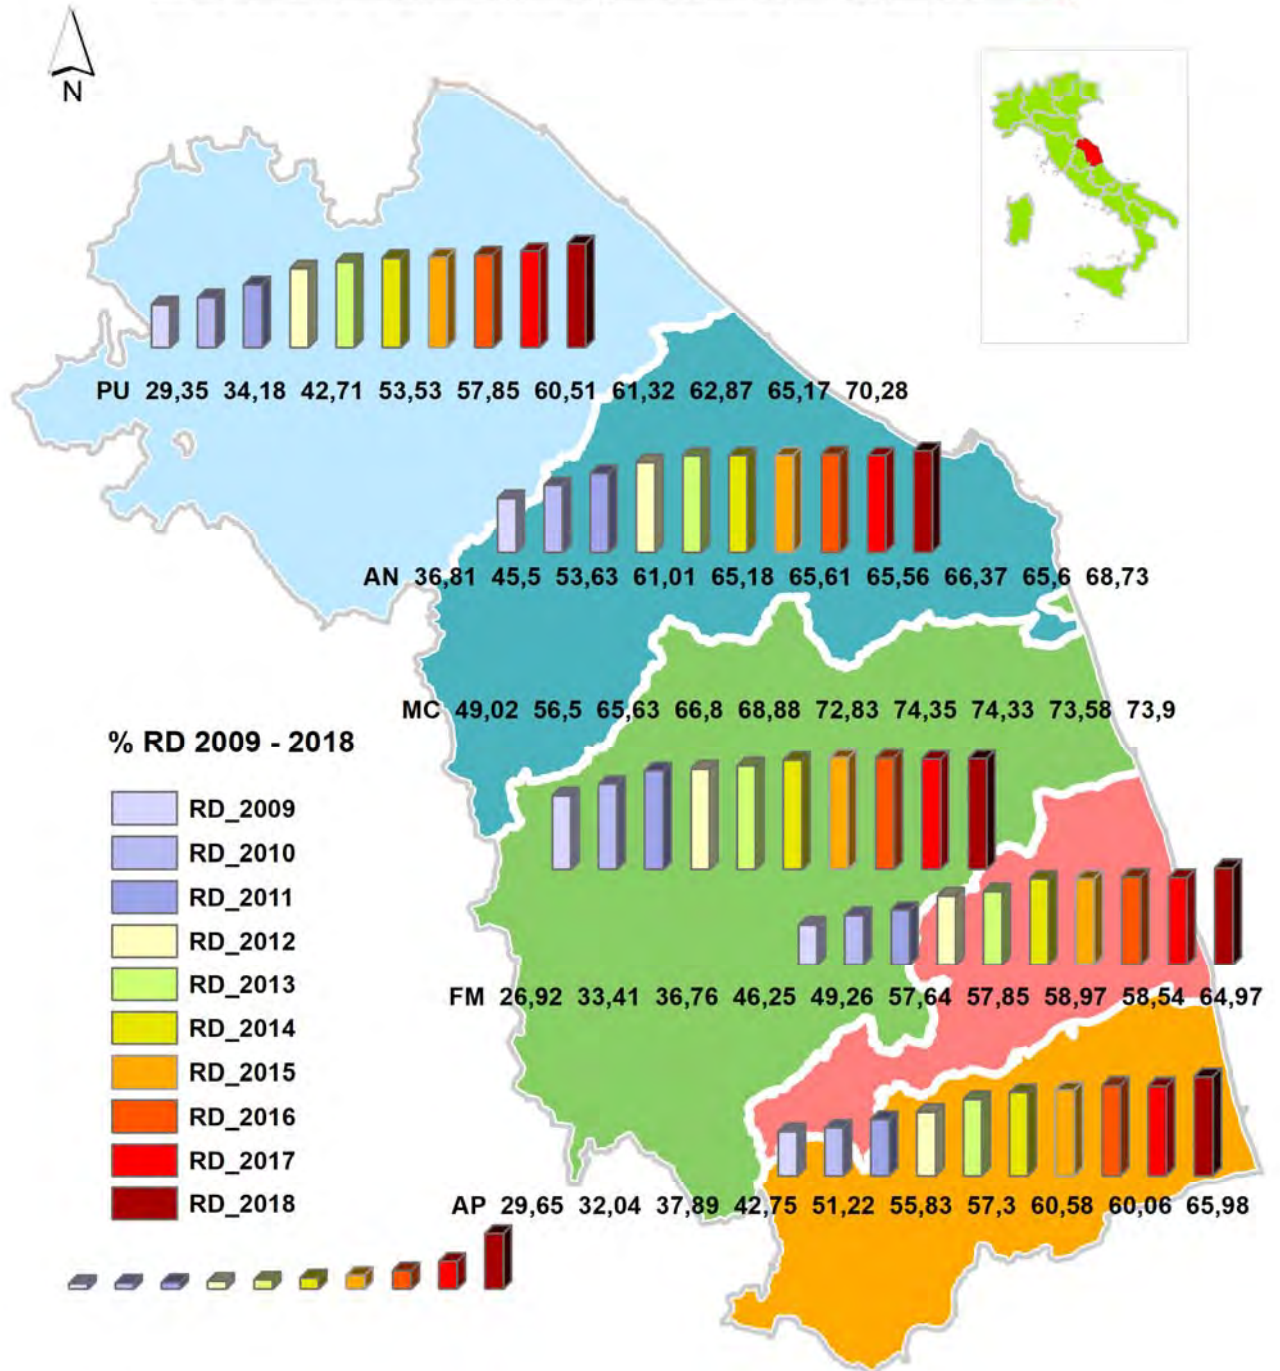 N
PU 29,35 34,18 42,71 53,53 57,85 60,51 61,32 62,87 65,17 70,28
AN 36,81 45,5 53,63 61,01 65,18 65,61 65,56 66,37 65,6 68,73
MC 49,02 56,5 65,63 66,8 68,88 72,83 74,35 74,33 73,58 73,9
% RD 2009 - 2018
RD_2009
RD_2010
RD_2011
RD_2012
RD_2013
RD_2014
RD_2015
RD_2016
RD_2017
RD_2018
FM 26,92 33,41 36,76 46,25 49,26 57,64 57,85 58,97 58,54 64,97
AP 29,65 32,04 37,89 42,75 51,22 55,83 57,3 60,58 60,06 65,98